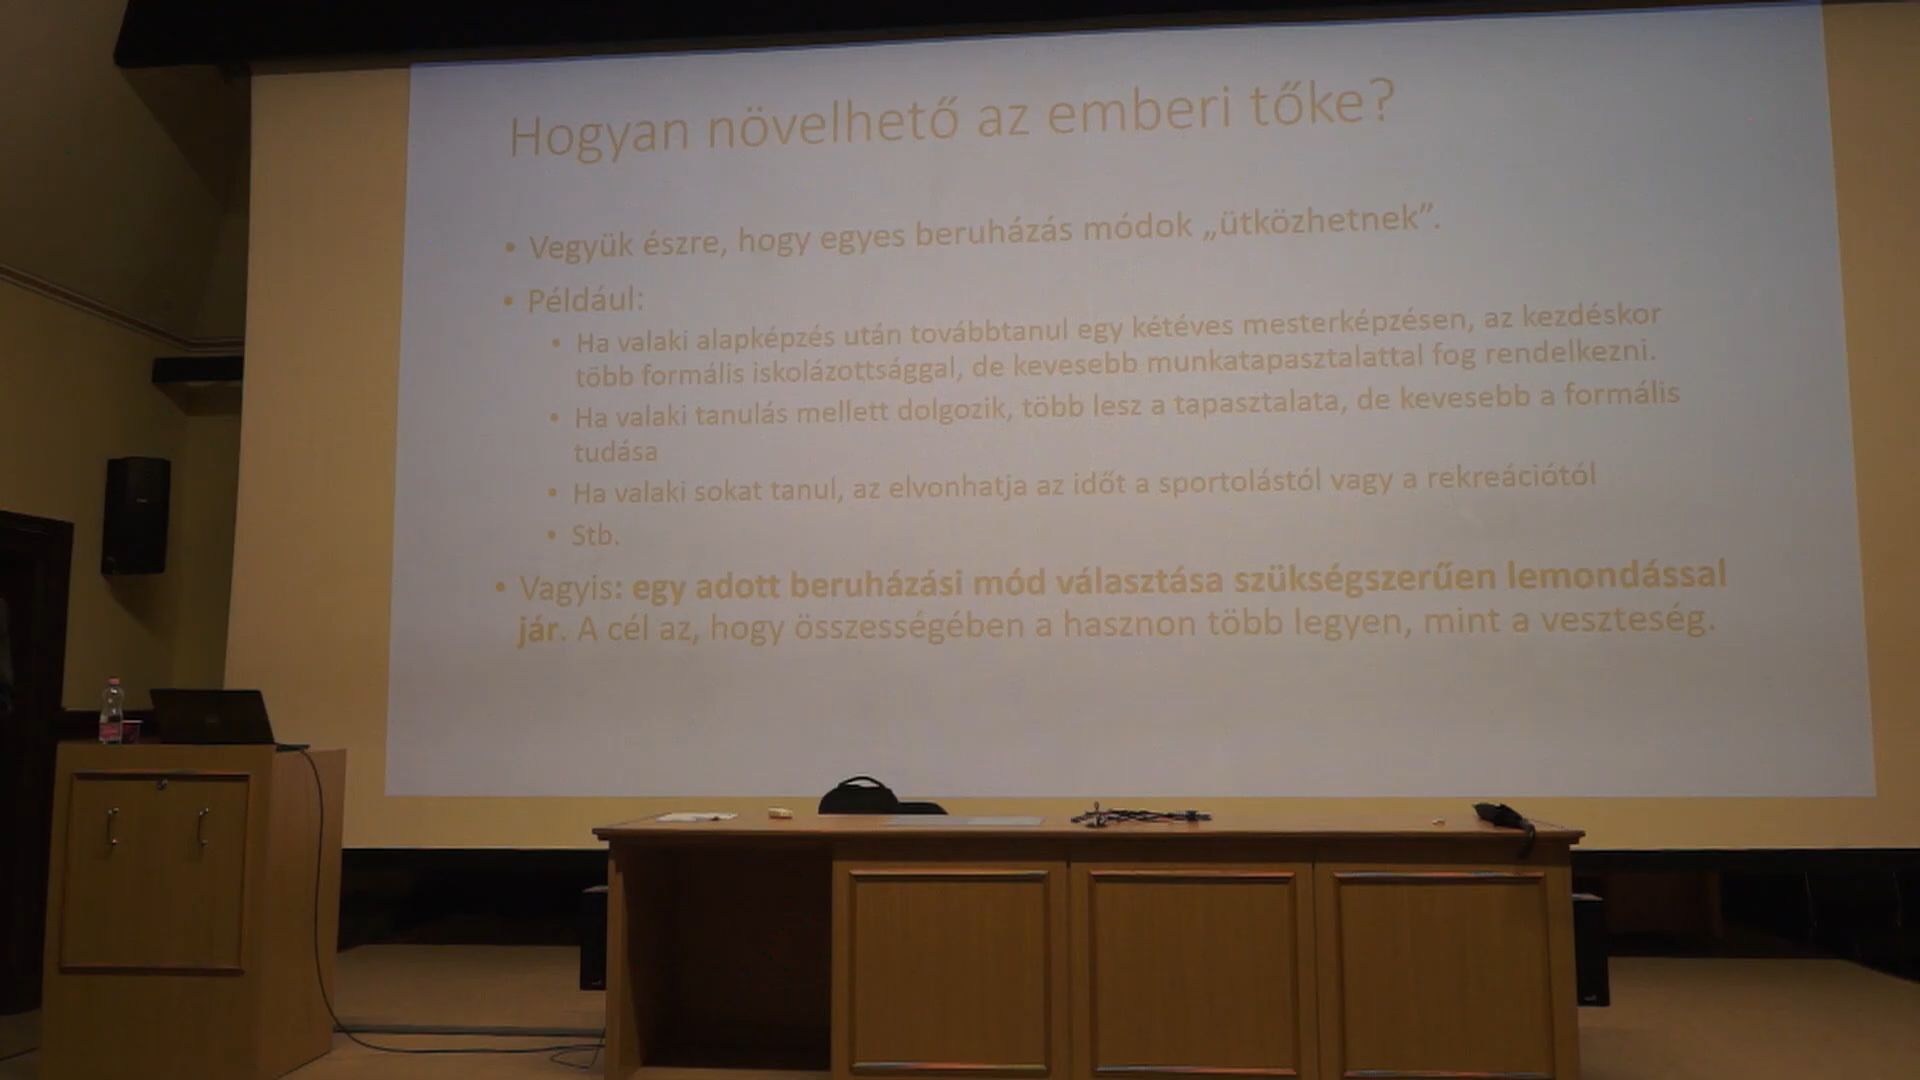 Hogyan növelhető az emberi tőke?
• Vegyük észre, hogy egyes beruházás módok „ütközhetnek”.
• Például:
• Ha valaki alapképzés után továbbtanul egy kétéves mesterképzésen, az kezdéskor
több formális iskolázottsággal, de kevesebb munkatapasztalattal fog rendelkezni.
• Ha valaki tanulás mellett dolgozik, több lesz a tapasztalata, de kevesebb a formális
tudása
• Ha valaki sokat tanul, az elvonhatja az időt a sportolástól vagy a rekreációtól
• Stb.
• Vagyis: egy adott beruházási mód választása szükségszerűen lemondással
jár. A cél az, hogy összességében a hasznon több legyen, mint a veszteség.